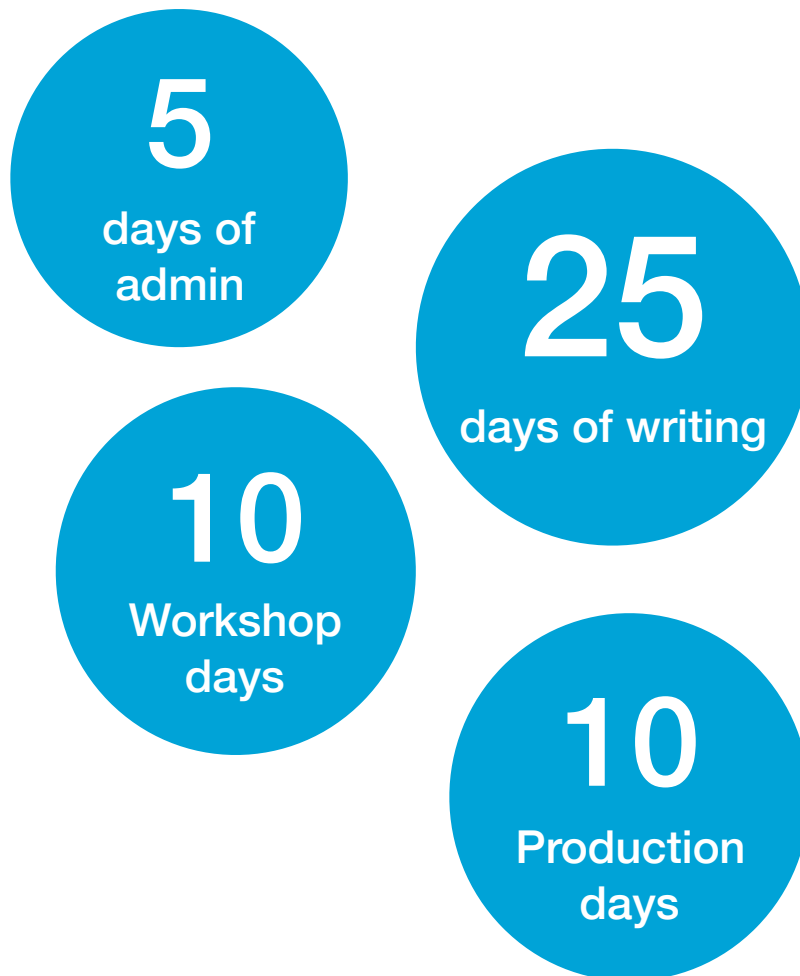 5
days of
admin
25
days of writing
10
Workshop
days
10
Production
days